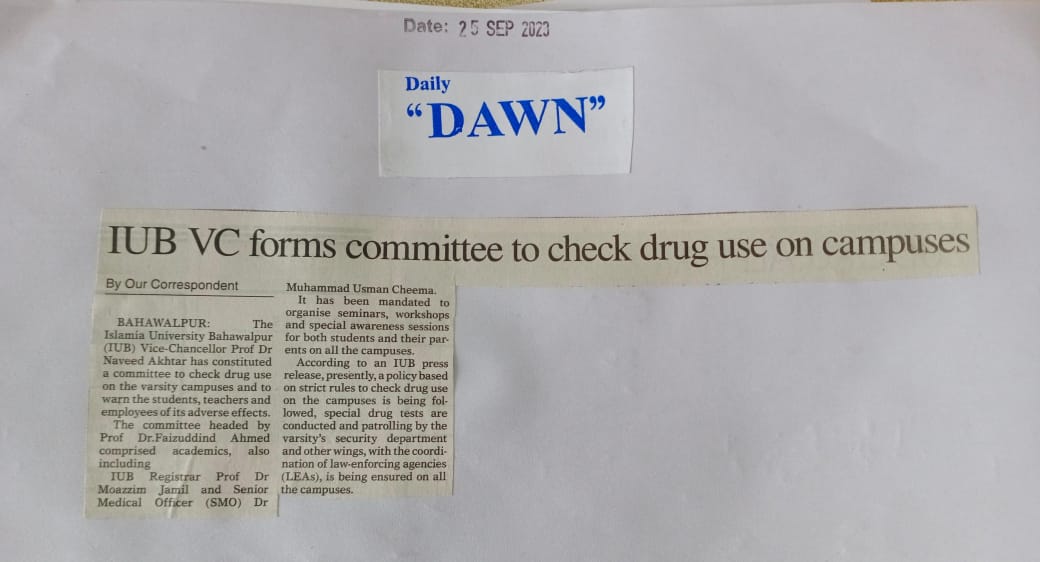 Date: 25 SEP 2023
Daily
“DAWN”
IUB VC forms committee to check drug use on campuses
By Our Correspondent
BAHAWALPUR: The
Islamia University Bahawalpur
(IUB) Vice-Chancellor Prof Dr
Naveed Akhtar has constituted
a committee to check drug use
on the varsity campuses and to
warn the students, teachers and
employees of its adverse effects.
The committee headed by
Prof Dr.Faizuddind Ahmed
comprised academics, also
including
IUB Registrar Prof Dr
Moazzim Jamil and Senior
Medical Officer (SMO) Dr
Muhammad Usman Cheema.
It has been mandated to
organise seminars, workshops
and special awareness sessions
for both students and their par-
ents on all the campuses.
According to an IUB press
release, presently, a policy based
on strict rules to check drug use
on the campuses is being fol-
lowed, special drug tests are
conducted and patrolling by the
varsity’s security department
and other wings, with the coordi-
nation of law-enforcing agencies
(LEAs), is being ensured on all
the campuses.